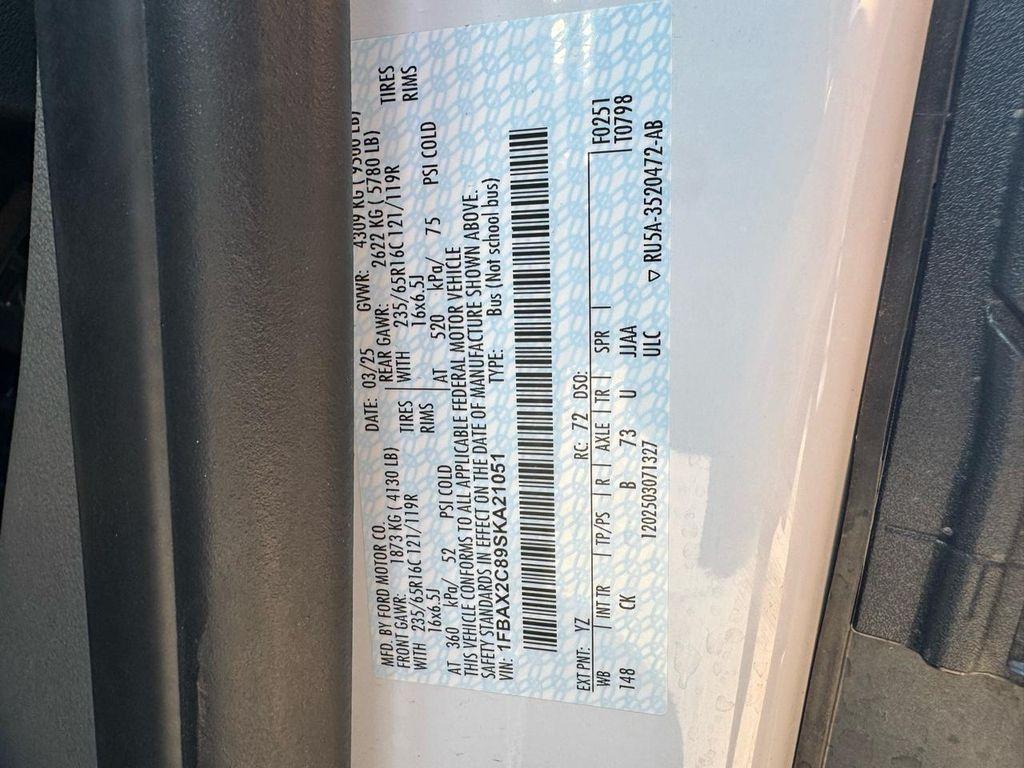 MFD. BY FORD MOTOR CO. DATE: 03/25 GVWR: 4309 KG ( 9500 LB)
FRONT GAWR: 1873 KG ( 4130 LB) REAR GAWR: 2622 KG ( 5780 LB)
WITH 235/65R16C 121/119R TIRES WITH 235/65R16C 121/119R TIRES
16x6.5J RIMS 16x6.5J RIMS
AT 360 kPa/ 52 PSI COLD AT 520 kPa/ 75 PSI COLD
THIS VEHICLE CONFORMS TO ALL APPLICABLE FEDERAL MOTOR VEHICLE
SAFETY STANDARDS IN EFFECT ON THE DATE OF MANUFACTURE SHOWN ABOVE.
VIN: 1FBAX2C89SKA21051 TYPE: Bus (Not school bus)
EXT PNT: YZ RC: 72 DSO: F0251
WB INT TR TP/PS R AXLE TR SPR T0798
148 CK B 73 U JJAA
1202503071327 ULC ▽ RU5A-3520472-AB